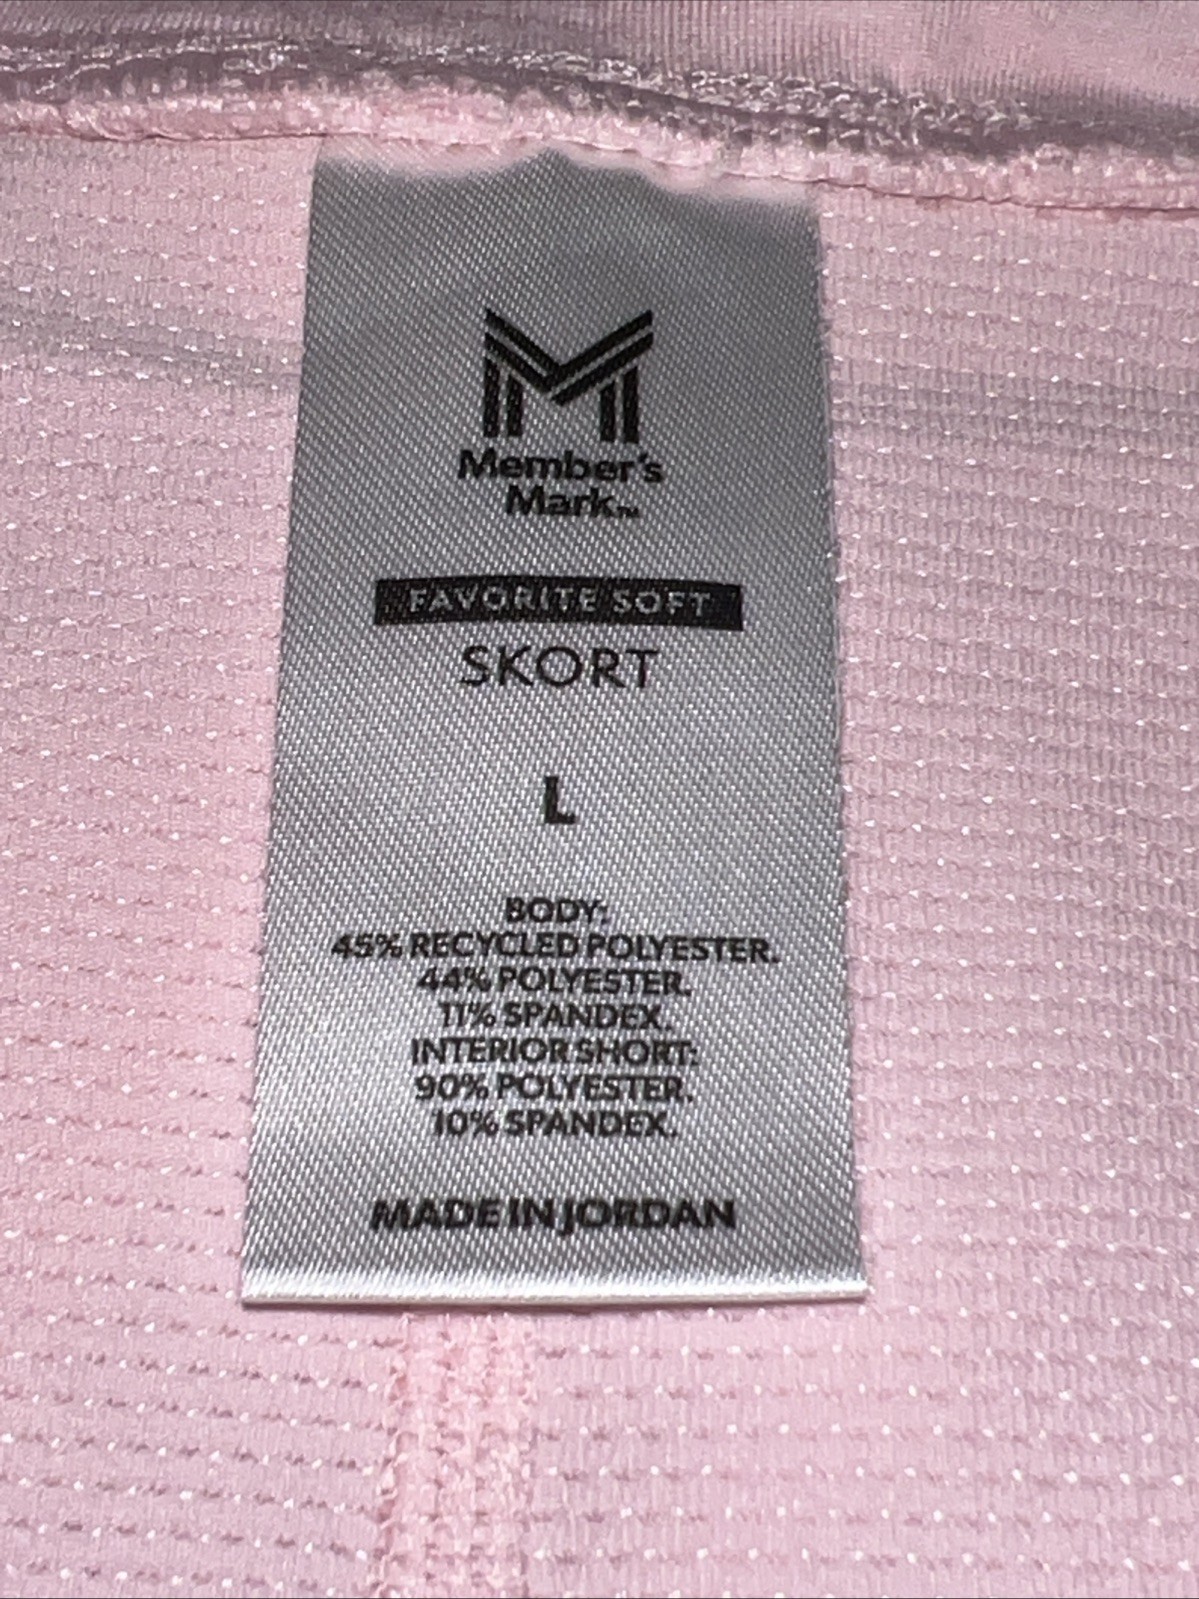 Member's
Mark™
FAVORITE SOFT
SKORT
L
BODY:
45% RECYCLED POLYESTER.
44% POLYESTER.
11% SPANDEX.
INTERIOR SHORT:
90% POLYESTER.
10% SPANDEX.
MADE IN JORDAN